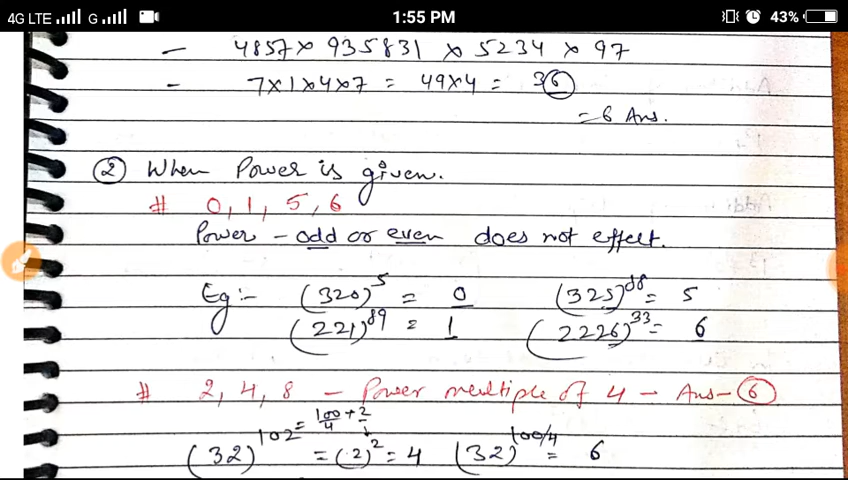 4G LTE G 1:55 PM 43%
- 4857 × 935831 × 5234 × 97
- 7×1×4×7 = 49×4 = 36
= 6 Ans.
② When Power is given.
# 0, 1, 5, 6
Power - odd or even does not effect.
Eg:- (320)^5 = 0 (325)^88 = 5
(221)^89 = 1 (2226)^33 = 6
# 2, 4, 8 - Power multiple of 4 - Ans - 6
(32)^102 = 100/4 + 2 = (2)^2 = 4 (32)^100/4 = 6